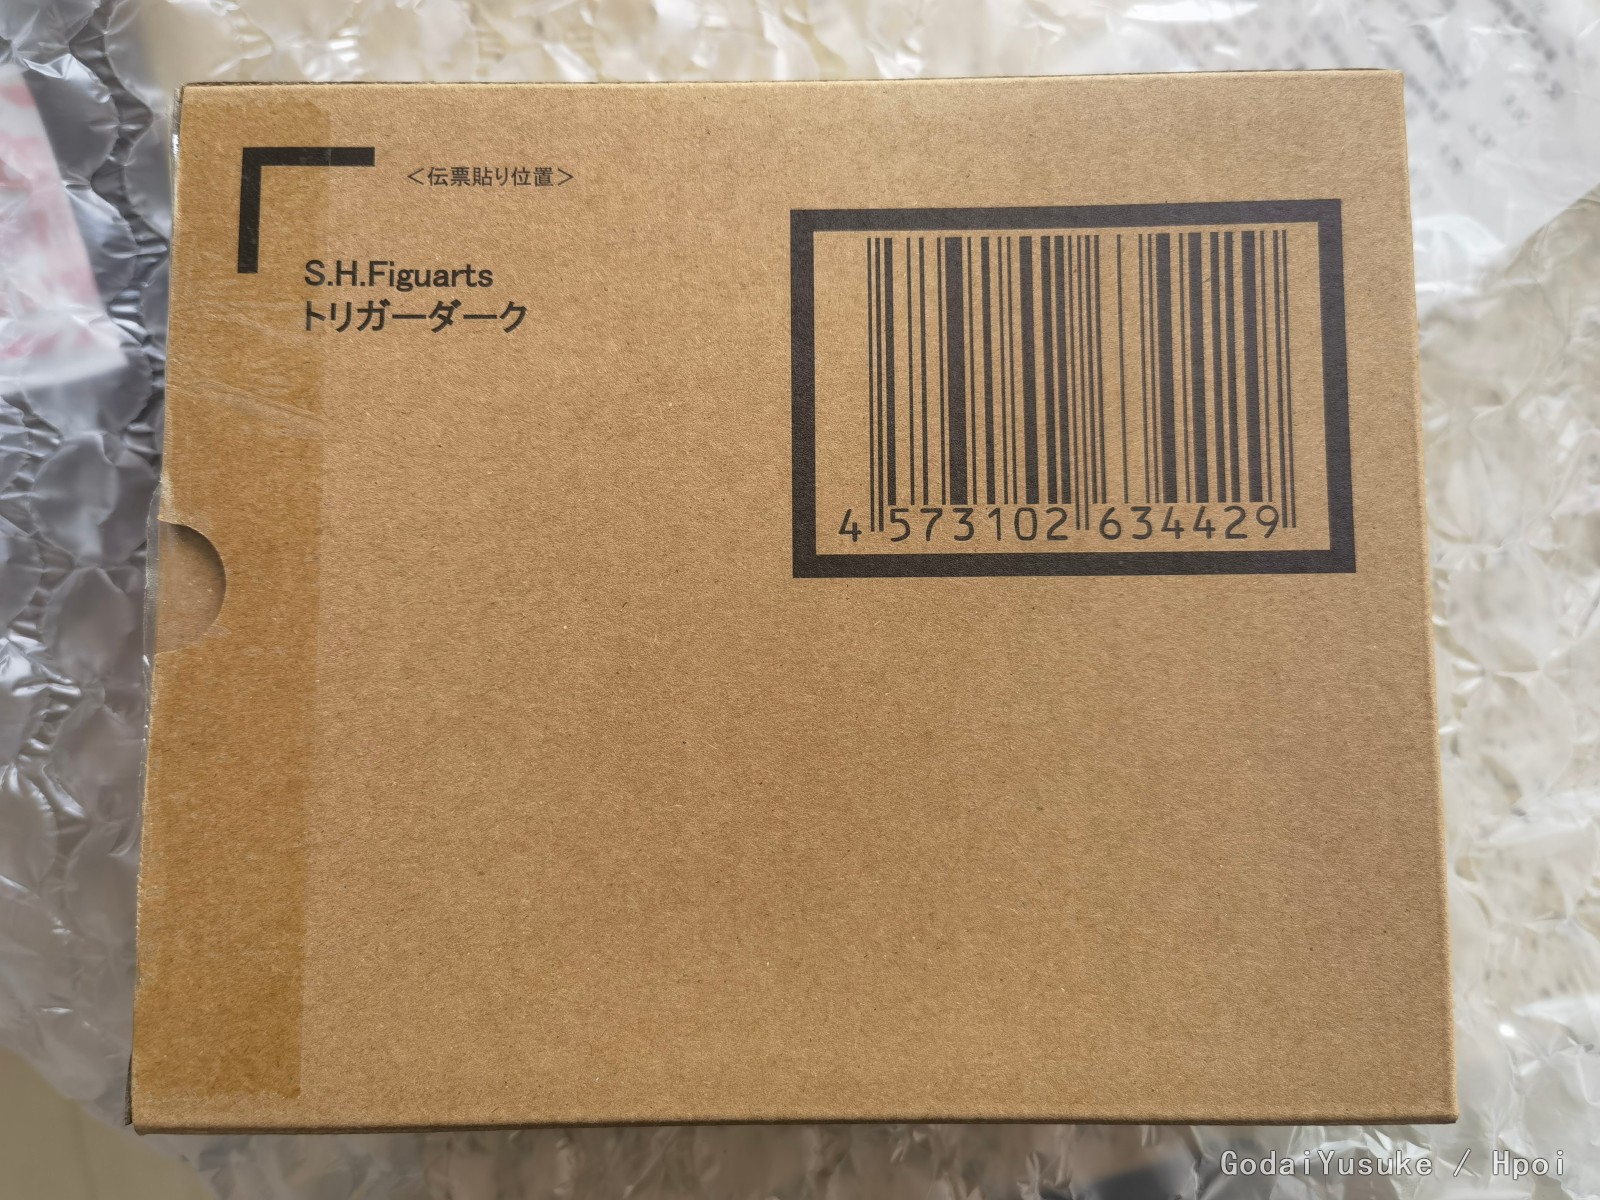 <伝票貼り位置>
S.H.Figuarts
トリガーダーク
4 573102 634429
GodaiYusuke / Hpoi